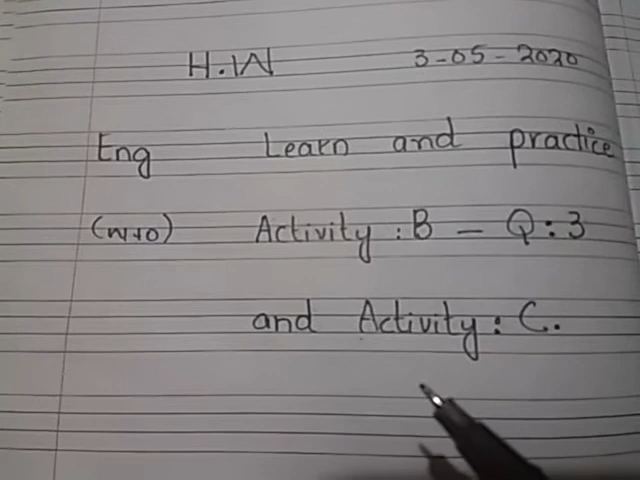 H.W 3-05-2020
Eng Learn and practice
Activity : B - Q : 3
and Activity : C.